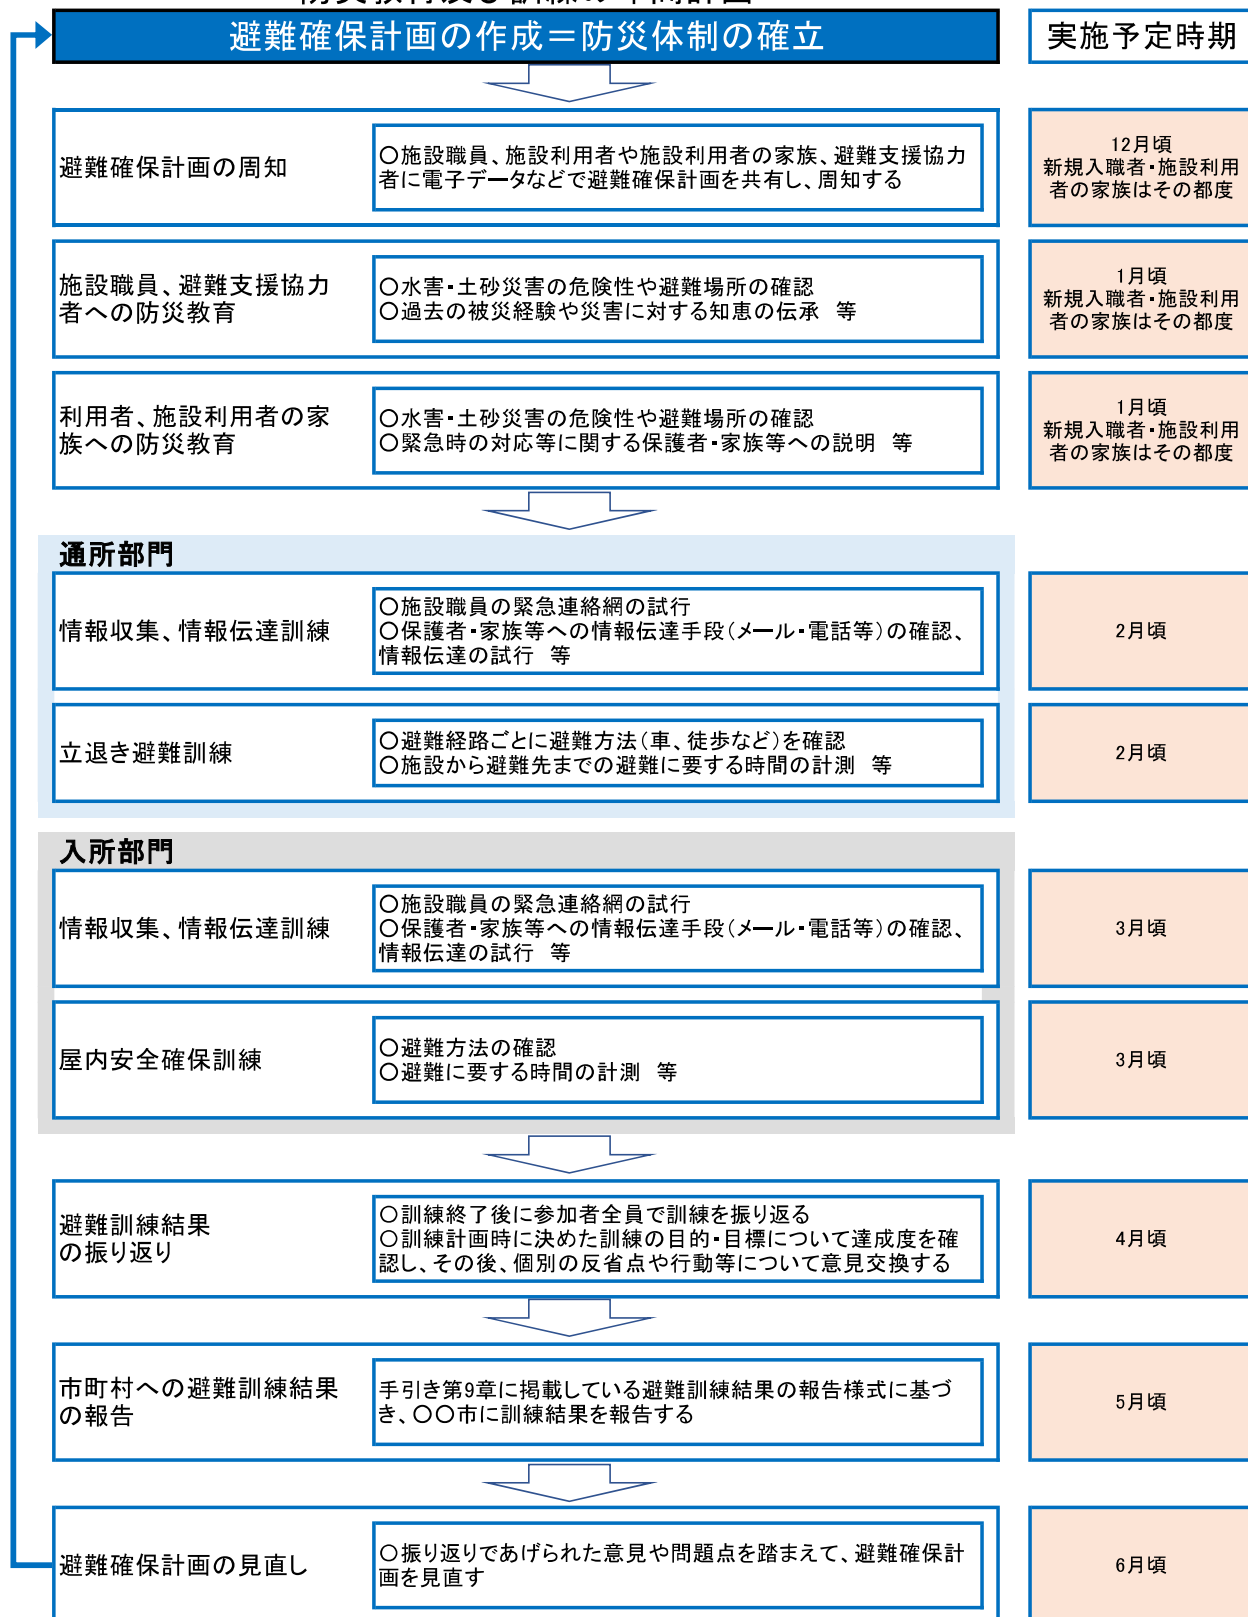 避難確保計画の作成＝防災体制の確立
実施予定時期
避難確保計画の周知
〇施設職員、施設利用者や施設利用者の家族、避難支援協力
者に電子データなどで避難確保計画を共有し、周知する
12月頃
新規入職者・施設利用
者の家族はその都度
施設職員、避難支援協力
者への防災教育
〇水害・土砂災害の危険性や避難場所の確認
〇過去の被災経験や災害に対する知恵の伝承　等
1月頃
新規入職者・施設利用
者の家族はその都度
利用者、施設利用者の家
族への防災教育
〇水害・土砂災害の危険性や避難場所の確認
〇緊急時の対応等に関する保護者・家族等への説明　等
1月頃
新規入職者・施設利用
者の家族はその都度
通所部門
情報収集、情報伝達訓練
〇施設職員の緊急連絡網の試行
〇保護者・家族等への情報伝達手段（メール・電話等）の確認、
情報伝達の試行　等
2月頃
立退き避難訓練
〇避難経路ごとに避難方法（車、徒歩など）を確認
〇施設から避難先までの避難に要する時間の計測　等
2月頃
入所部門
情報収集、情報伝達訓練
〇施設職員の緊急連絡網の試行
〇保護者・家族等への情報伝達手段（メール・電話等）の確認、
情報伝達の試行　等
3月頃
屋内安全確保訓練
〇避難方法の確認
〇避難に要する時間の計測　等
3月頃
避難訓練結果
の振り返り
〇訓練終了後に参加者全員で訓練を振り返る
〇訓練計画時に決めた訓練の目的・目標について達成度を確
認し、その後、個別の反省点や行動等について意見交換する
4月頃
市町村への避難訓練結果
の報告
手引き第9章に掲載している避難訓練結果の報告様式に基づ
き、〇〇市に訓練結果を報告する
5月頃
避難確保計画の見直し
〇振り返りであげられた意見や問題点を踏まえて、避難確保計
画を見直す
6月頃